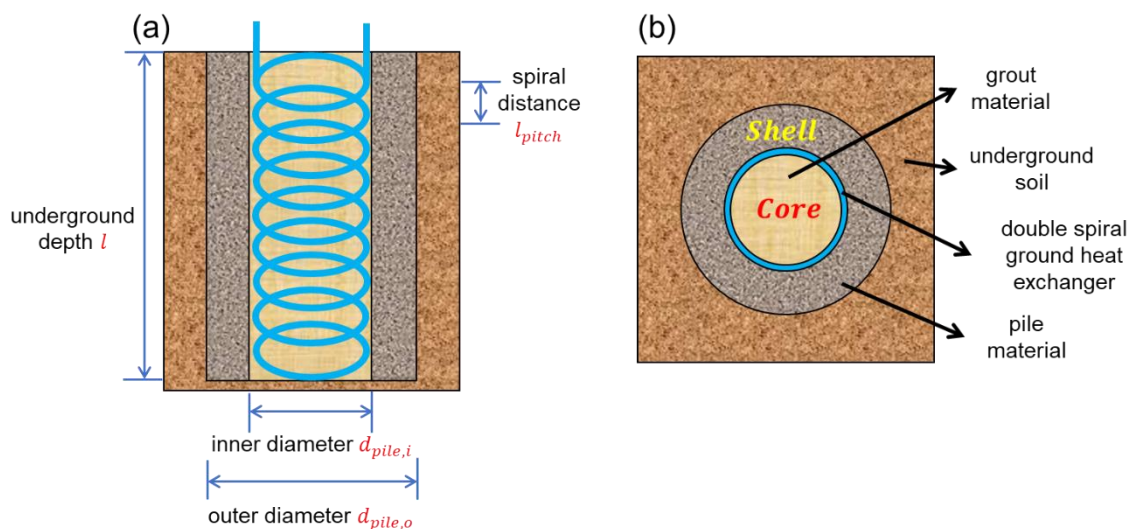 (a)
spiral
distance
l_pitch
underground
depth l
inner diameter d_pile,i
outer diameter d_pile,o
(b)
Shell
Core
grout
material
underground
soil
double spiral
ground heat
exchanger
pile
material